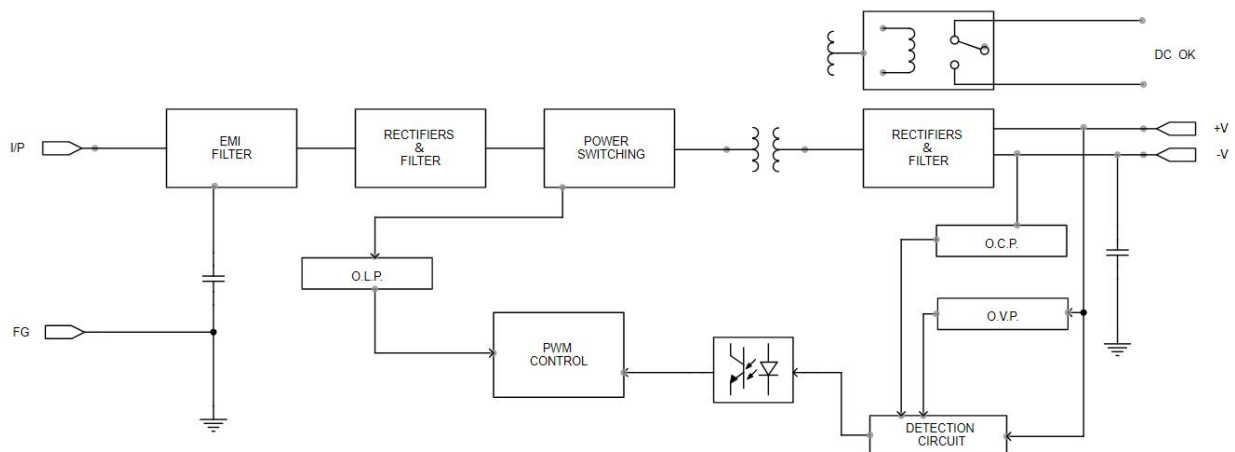 DC OK
I/P
EMI
FILTER
RECTIFIERS
&
FILTER
POWER
SWITCHING
RECTIFIERS
&
FILTER
+V
-V
O.C.P.
O.L.P.
O.V.P.
FG
PWM
CONTROL
DETECTION
CIRCUIT